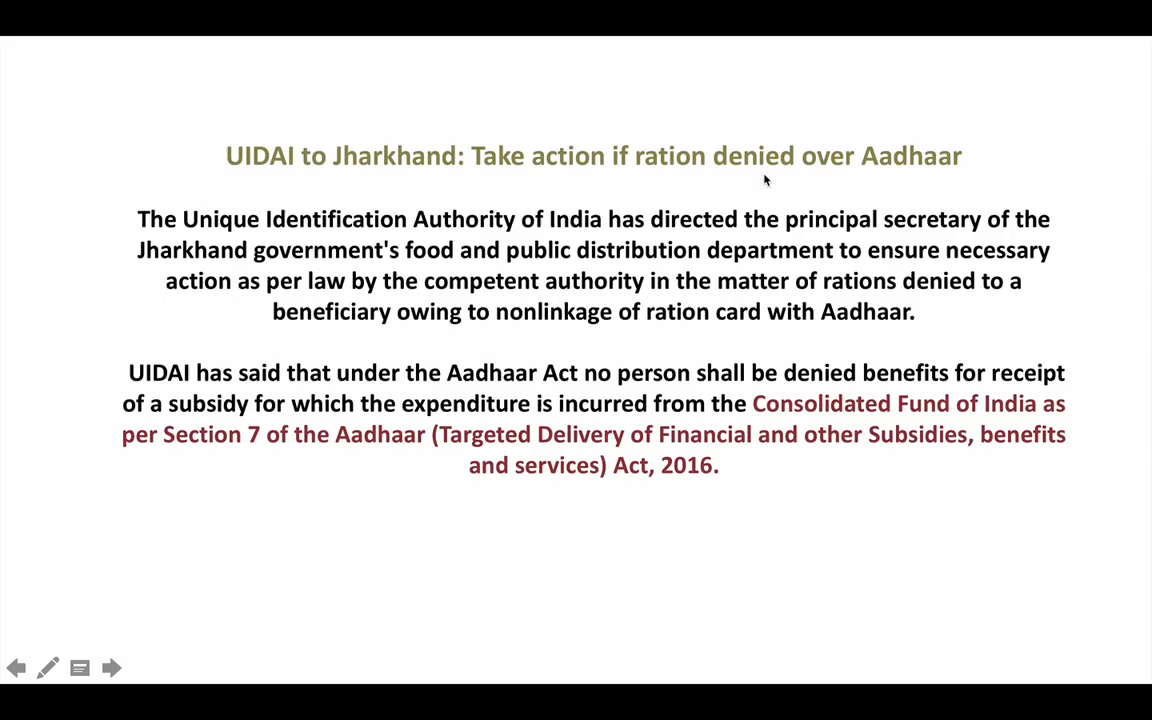 UIDAI to Jharkhand: Take action if ration denied over Aadhaar
The Unique Identification Authority of India has directed the principal secretary of the
Jharkhand government's food and public distribution department to ensure necessary
action as per law by the competent authority in the matter of rations denied to a
beneficiary owing to nonlinkage of ration card with Aadhaar.
UIDAI has said that under the Aadhaar Act no person shall be denied benefits for receipt
of a subsidy for which the expenditure is incurred from the Consolidated Fund of India as
per Section 7 of the Aadhaar (Targeted Delivery of Financial and other Subsidies, benefits
and services) Act, 2016.